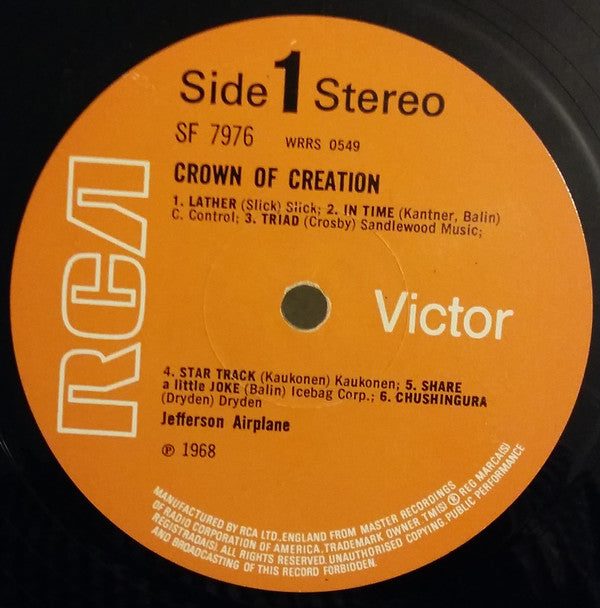 Side 1 Stereo
SF 7976 WRRS 0549
CROWN OF CREATION
1. LATHER (Slick) Slick; 2. IN TIME (Kantner, Balin)
C. Control; 3. TRIAD (Crosby) Sandlewood Music;
RCA
Victor
4. STAR TRACK (Kaukonen) Kaukonen; 5. SHARE
a little JOKE (Balin) Icebag Corp.; 6. CHUSHINGURA
(Dryden) Dryden
Jefferson Airplane
℗ 1968
MANUFACTURED BY RCA LTD., ENGLAND FROM MASTER RECORDINGS
OF RADIO CORPORATION OF AMERICA. TRADEMARK OWNER. TM(S) ® REG MARCA(S)
REGISTRADA(S). ALL RIGHTS RESERVED. UNAUTHORISED COPYING. PUBLIC PERFORMANCE
AND BROADCASTING OF THIS RECORD FORBIDDEN.